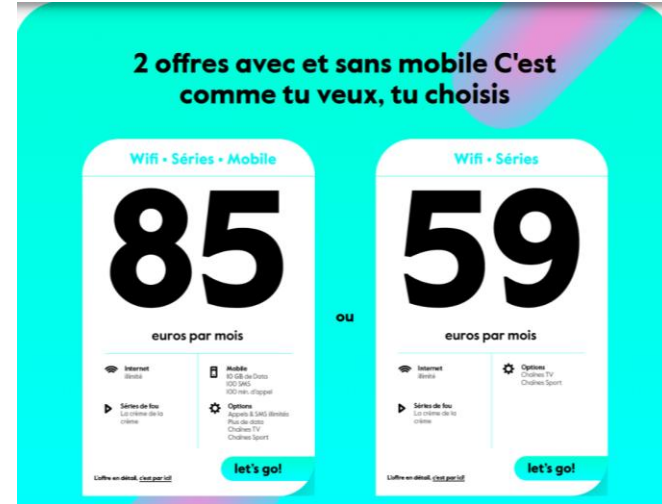 2 offres avec et sans mobile C'est
comme tu veux, tu choisis
Wifi • Séries • Mobile
85
euros par mois
Internet
illimité
Mobile
10 GB de Data
100 SMS
100 min. d'appel
Séries de fou
La crème de la
crème
Options
Appels & SMS illimités
Plus de data
Chaînes TV
Chaînes Sport
L'offre en détail, c'est par ici!
let's go!
ou
Wifi • Séries
59
euros par mois
Internet
illimité
Options
Chaînes TV
Chaînes Sport
Séries de fou
La crème de la
crème
L'offre en détail, c'est par ici!
let's go!